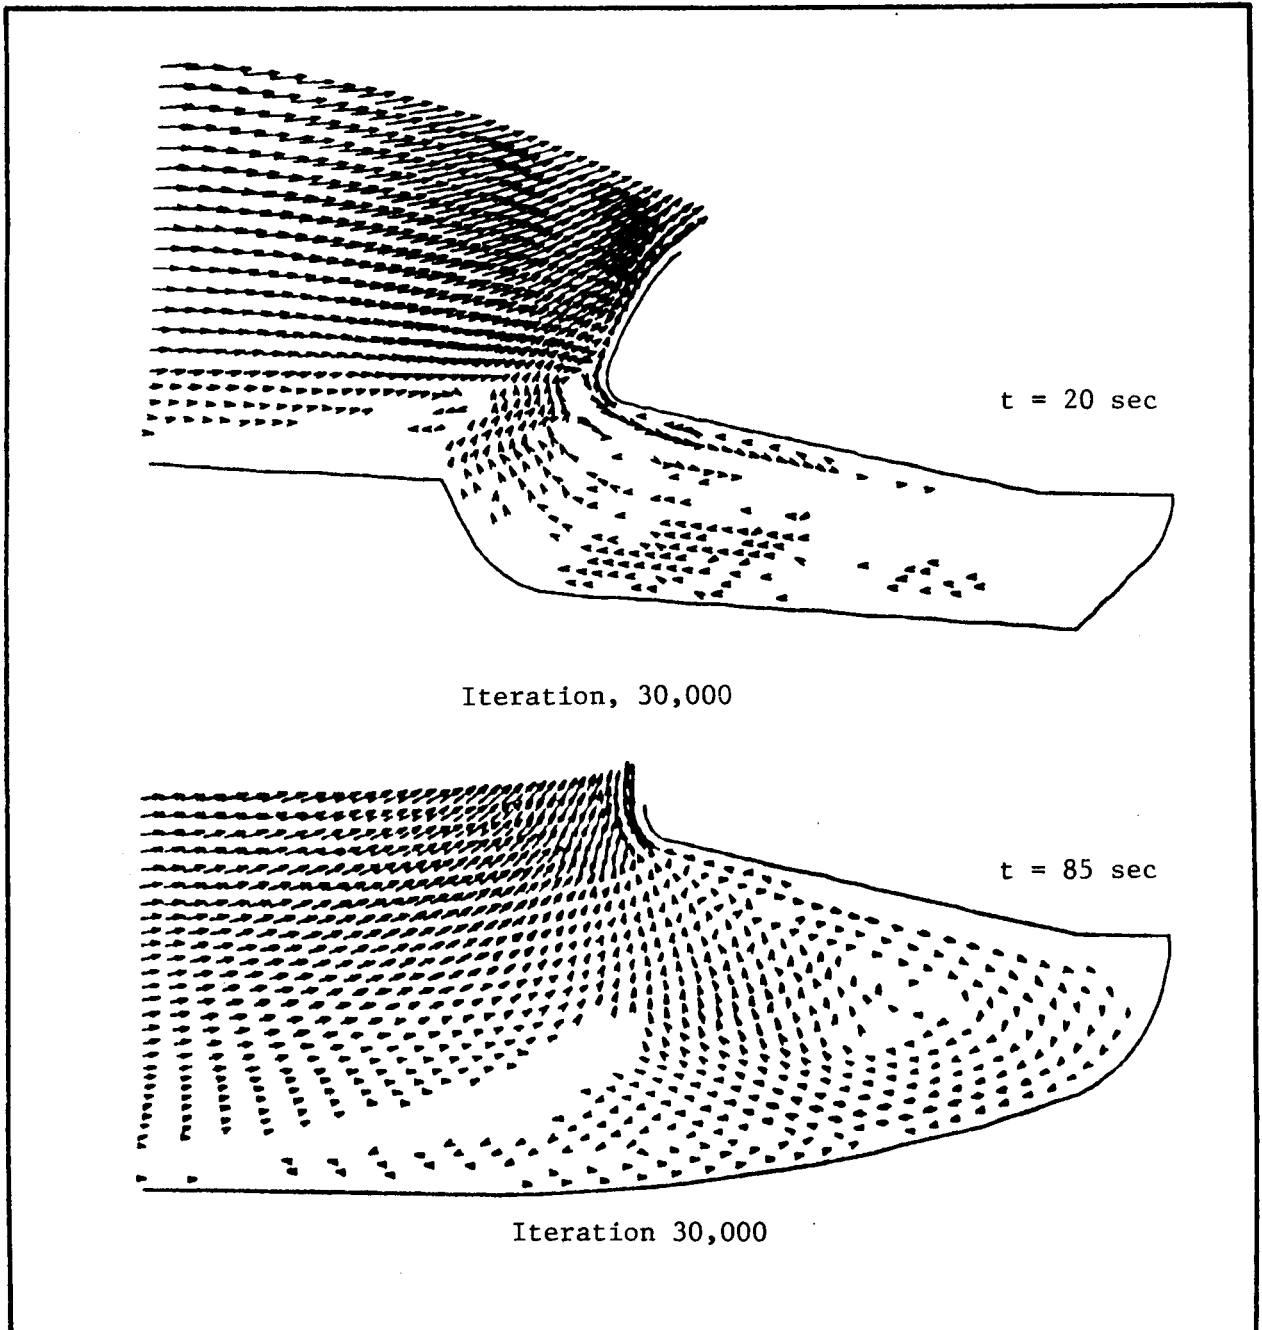 t = 20 sec
Iteration, 30,000
t = 85 sec
Iteration 30,000